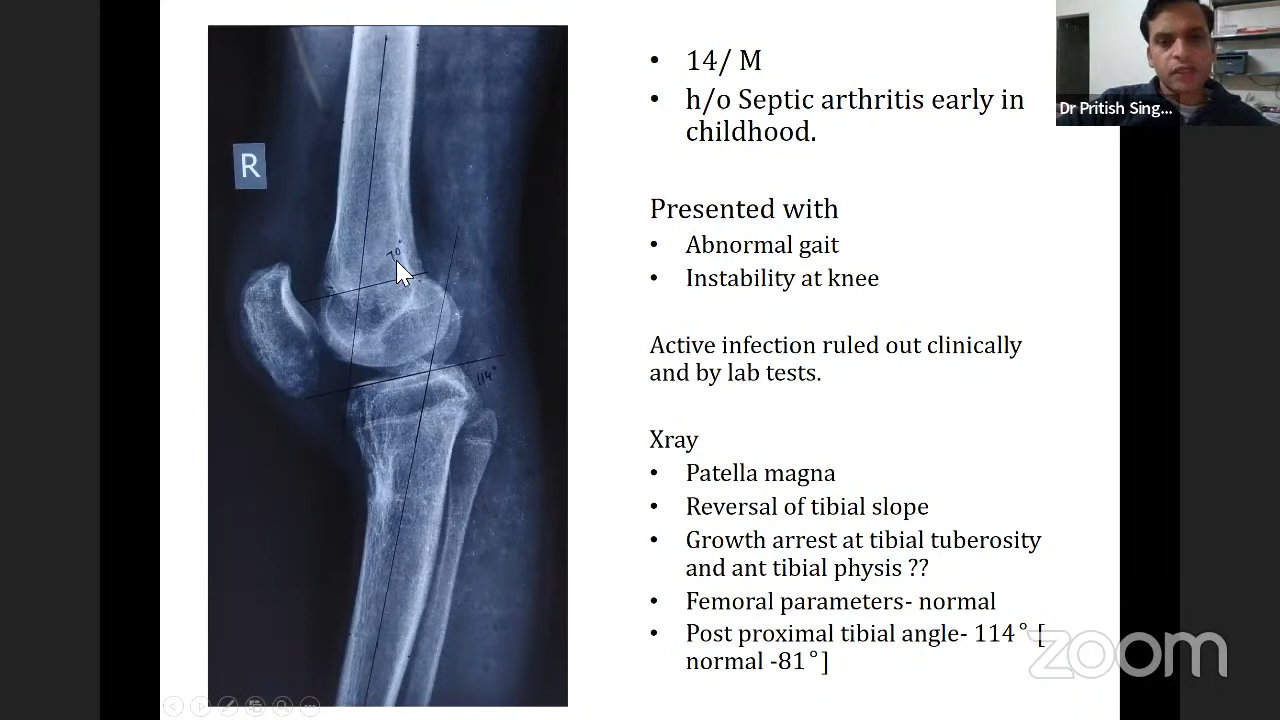 R
70°
114°
• 14/ M
• h/o Septic arthritis early in
childhood.
Presented with
• Abnormal gait
• Instability at knee
Active infection ruled out clinically
and by lab tests.
Xray
• Patella magna
• Reversal of tibial slope
• Growth arrest at tibial tuberosity
and ant tibial physis ??
• Femoral parameters- normal
• Post proximal tibial angle- 114° [
normal -81°]
Dr Pritish Sing...
zoom